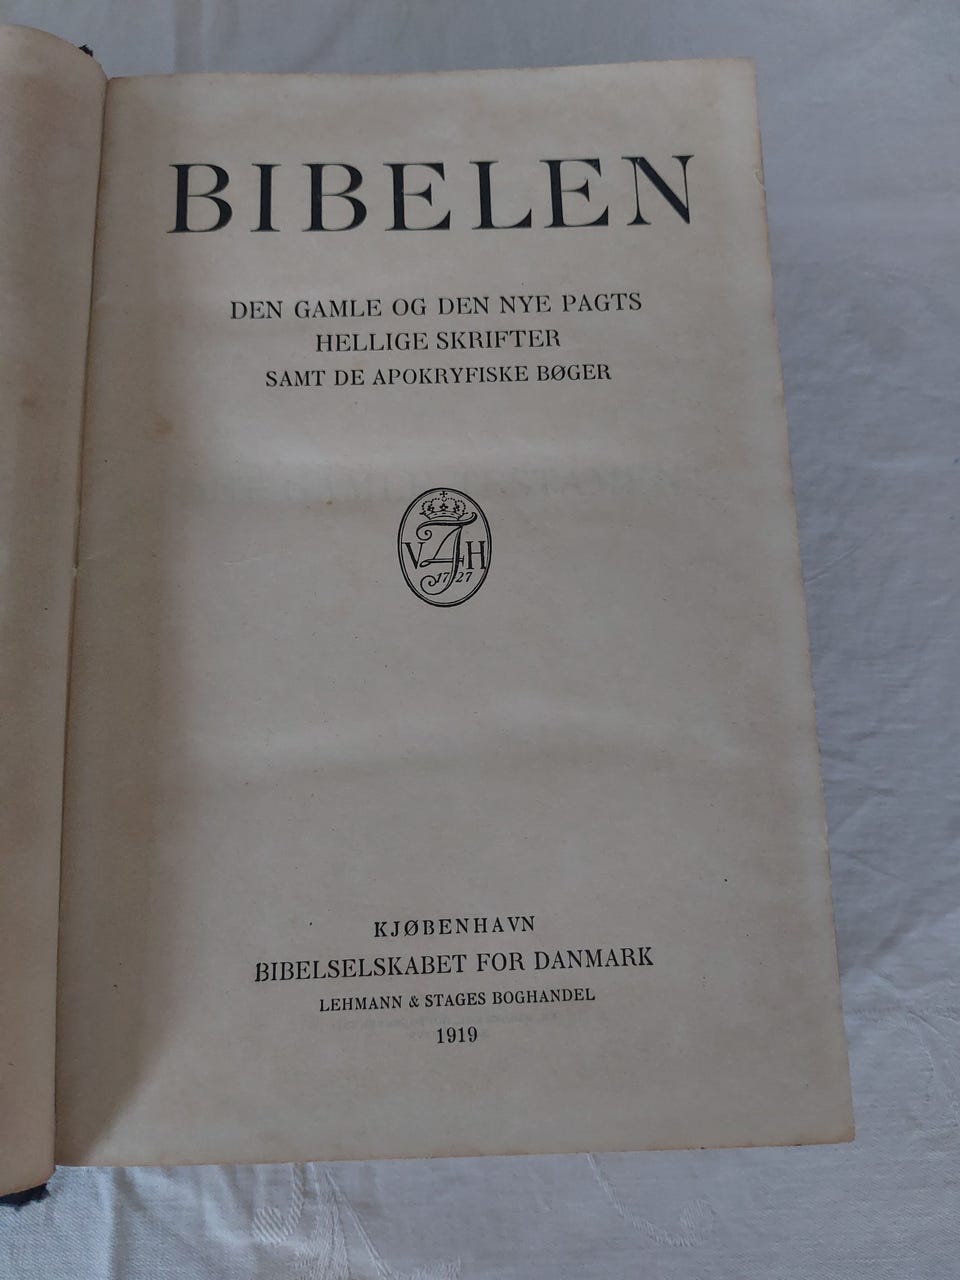 BIBELEN
DEN GAMLE OG DEN NYE PAGTS
HELLIGE SKRIFTER
SAMT DE APOKRYFISKE BØGER
V H
1727
KJØBENHAVN
BIBELSELSKABET FOR DANMARK
LEHMANN & STAGES BOGHANDEL
1919